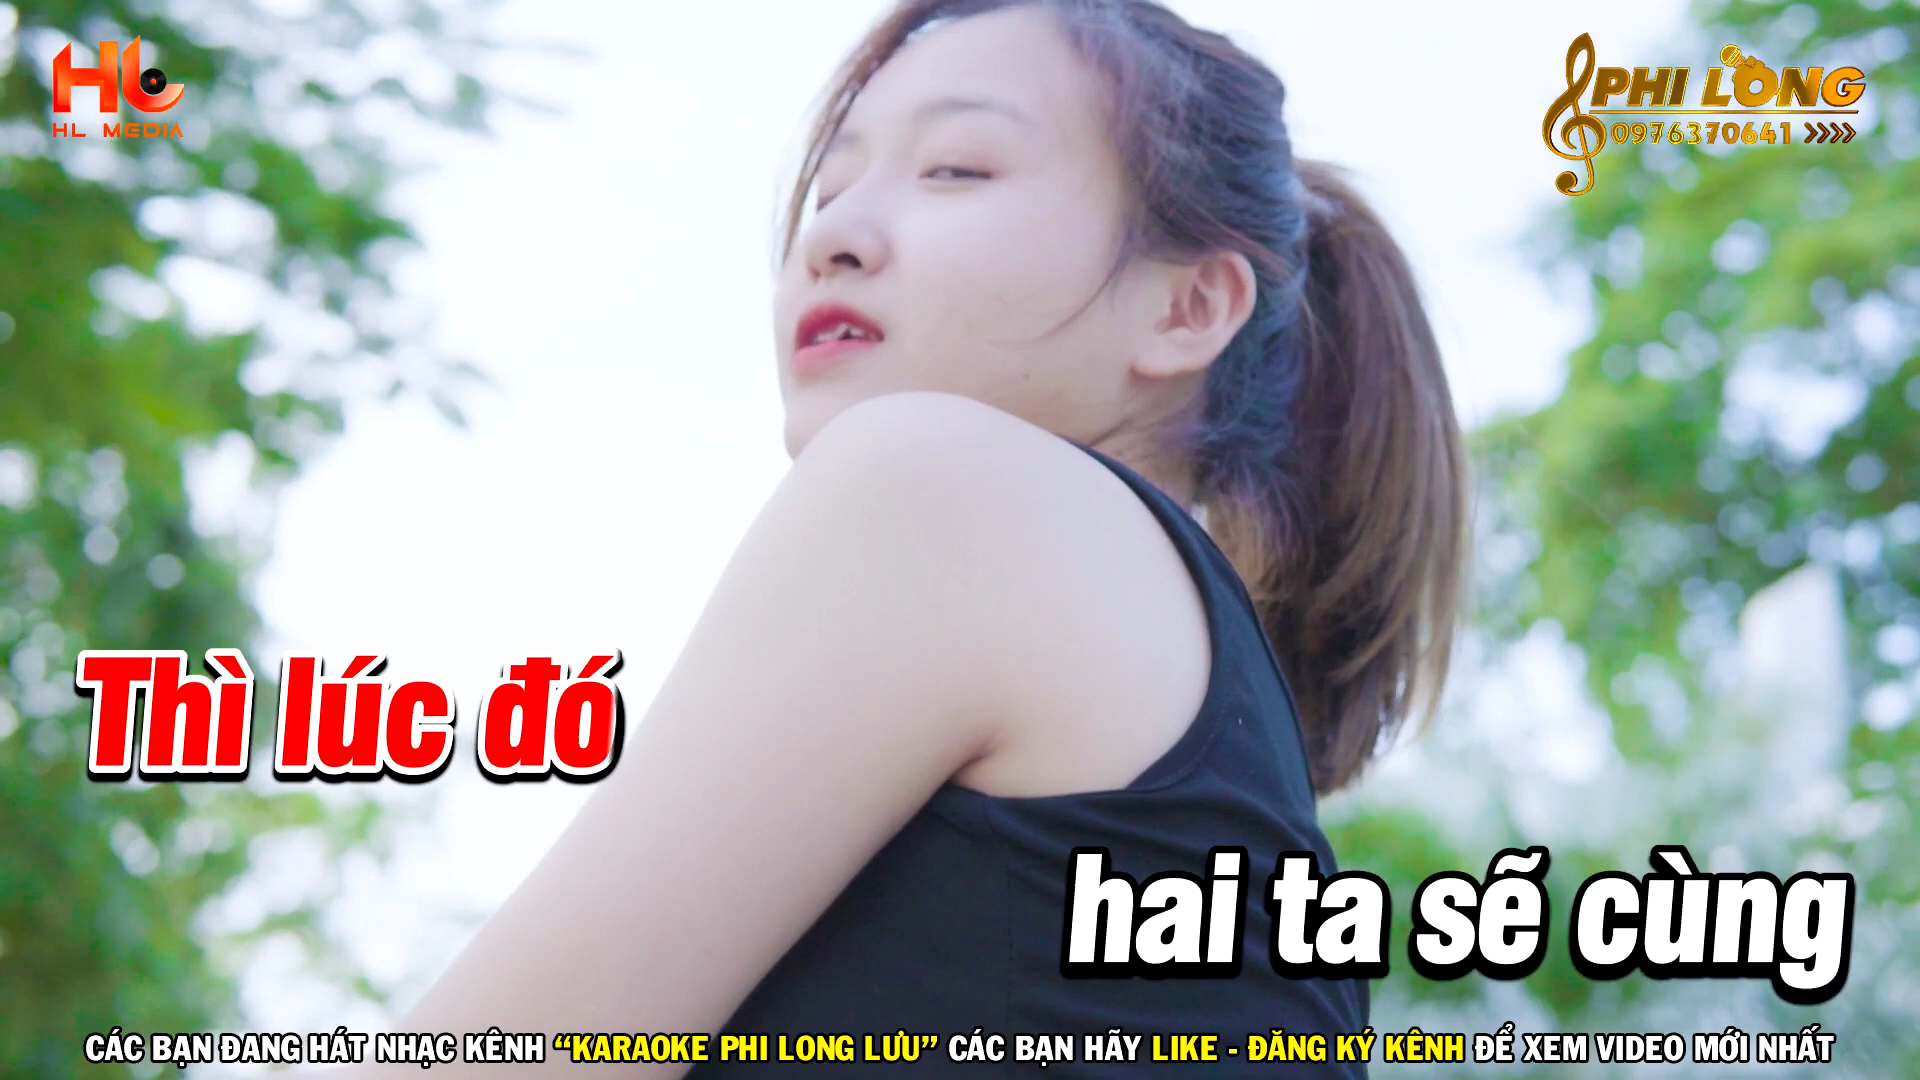 HL
HL MEDIA
PHI LONG
0976370641 >>>>
Thì lúc đó
hai ta sẽ cùng
CÁC BẠN ĐANG HÁT NHẠC KÊNH “KARAOKE PHI LONG LƯU” CÁC BẠN HÃY LIKE - ĐĂNG KÝ KÊNH ĐỂ XEM VIDEO MỚI NHẤT